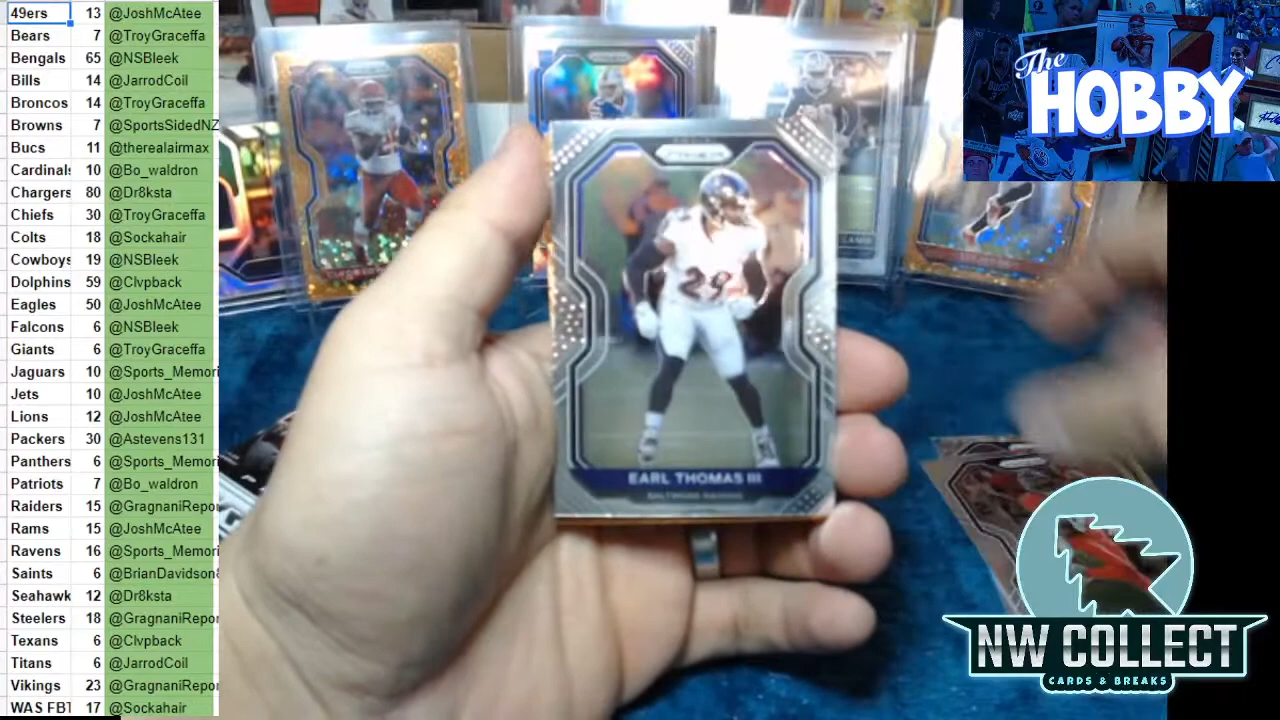 49ers 13 @JoshMcAtee
Bears 7 @TroyGraceffa
Bengals 65 @NSBleek
Bills 14 @JarrodCoil
Broncos 14 @TroyGraceffa
Browns 7 @SportsSidedNZ
Bucs 11 @therealairmax
Cardinals 10 @Bo_waldron
Chargers 80 @Dr8ksta
Chiefs 30 @TroyGraceffa
Colts 18 @Sockahair
Cowboys 19 @NSBleek
Dolphins 59 @Clvpback
Eagles 50 @JoshMcAtee
Falcons 6 @NSBleek
Giants 6 @TroyGraceffa
Jaguars 10 @Sports_Memori
Jets 10 @JoshMcAtee
Lions 12 @JoshMcAtee
Packers 30 @Astevens131
Panthers 6 @Sports_Memori
Patriots 7 @Bo_waldron
Raiders 15 @GragnaniRepor
Rams 15 @JoshMcAtee
Ravens 16 @Sports_Memori
Saints 6 @BrianDavidson
Seahawk 12 @Dr8ksta
Steelers 18 @GragnaniRepor
Texans 6 @Clvpback
Titans 6 @JarrodCoil
Vikings 23 @GragnaniRepor
WAS FBT 17 @Sockahair
The
HOBBY
PRIZM
29
EARL THOMAS III
BALTIMORE RAVENS
NW COLLECT
CARDS & BREAKS